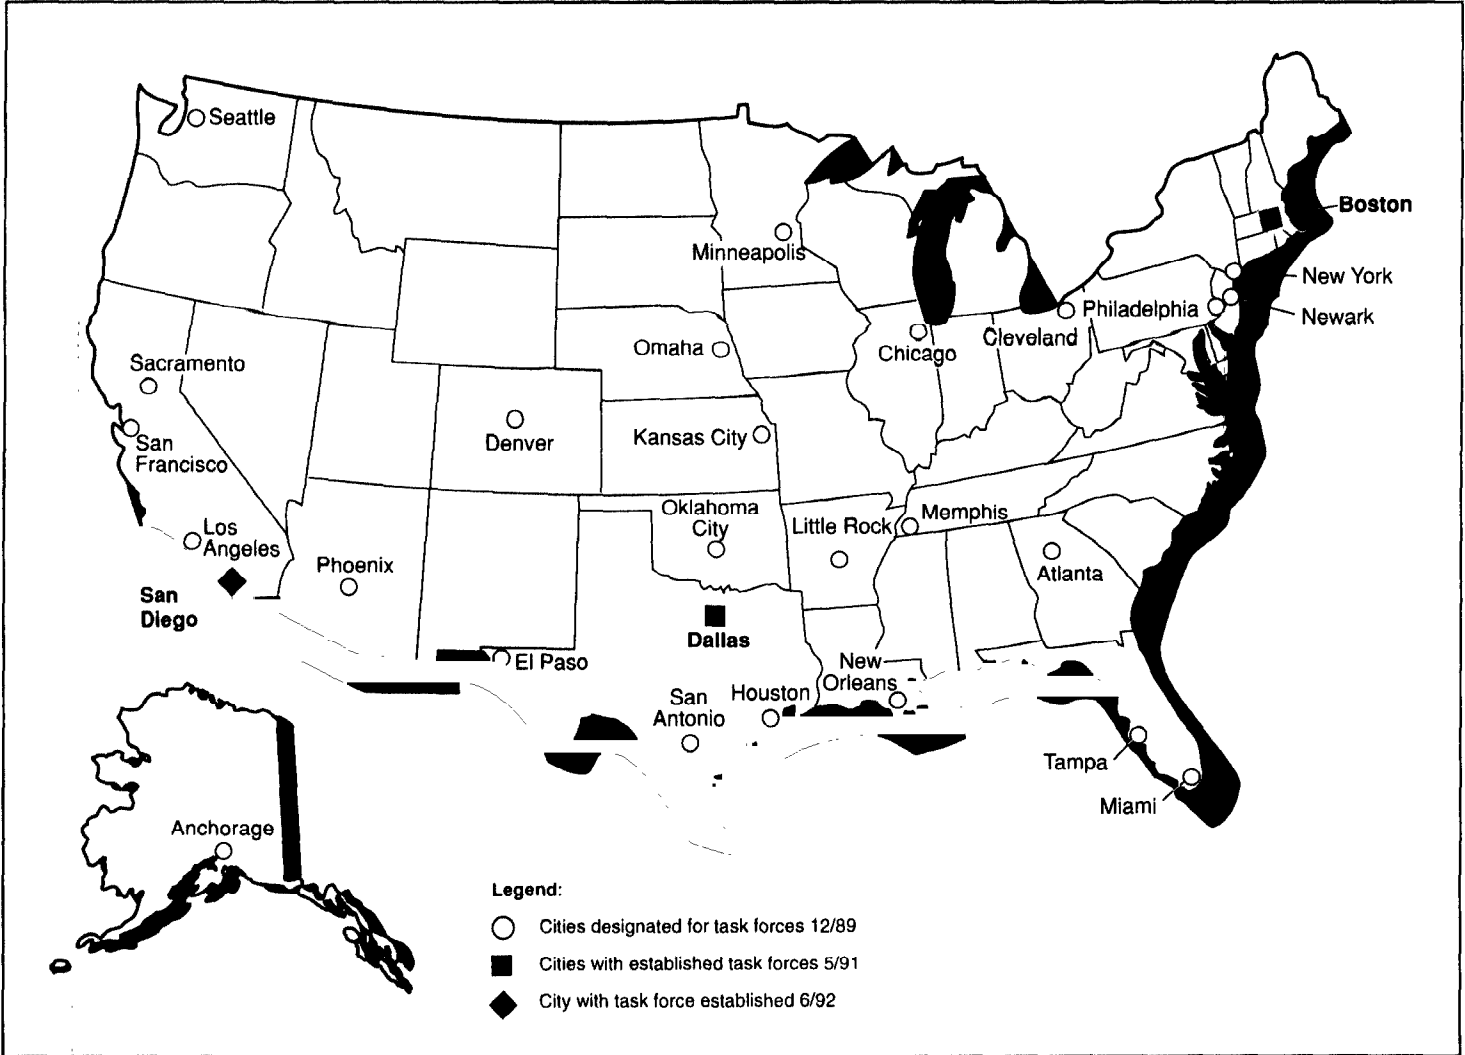 Seattle
Boston
Minneapolis
New York
Philadelphia
Newark
Cleveland
Omaha
Chicago
Sacramento
Denver
Kansas City
San
Francisco
Oklahoma
City
Little Rock
Memphis
Los
Angeles
Phoenix
Atlanta
San
Diego
Dallas
El Paso
New
Orleans
San
Antonio
Houston
Tampa
Miami
Anchorage
Legend:
Cities designated for task forces 12/89
Cities with established task forces 5/91
City with task force established 6/92